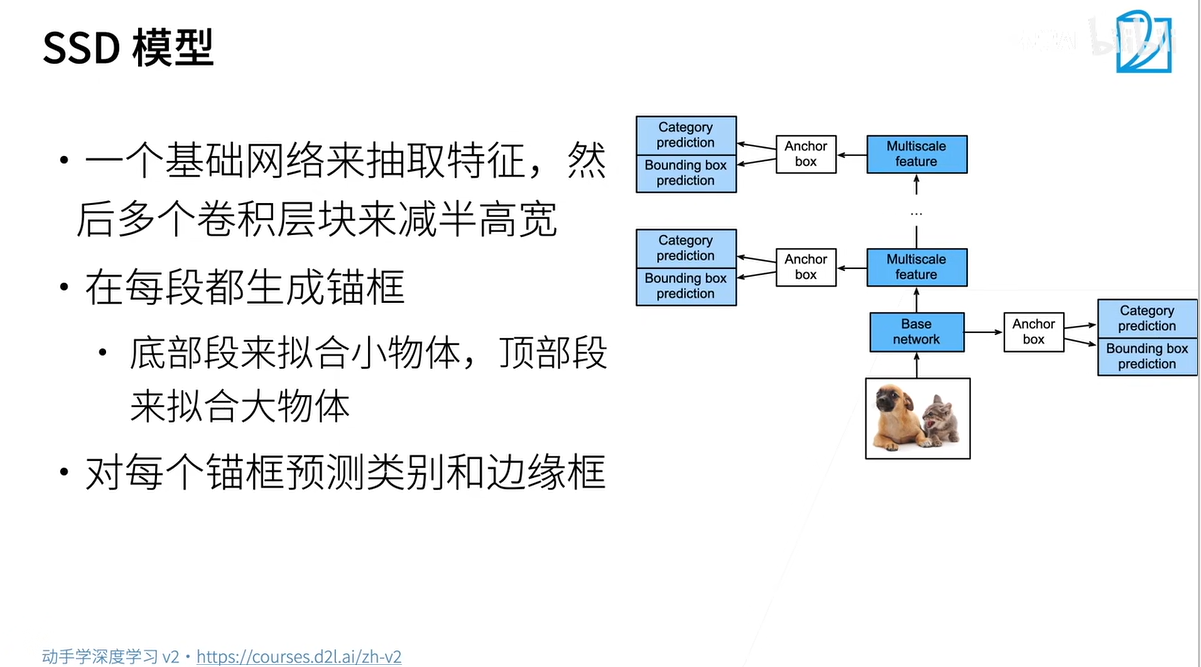 SSD 模型
• 一个基础网络来抽取特征，然
后多个卷积层块来减半高宽
• 在每段都生成锚框
• 底部段来拟合小物体，顶部段
来拟合大物体
• 对每个锚框预测类别和边缘框
Category
prediction
Bounding box
prediction
Anchor
box
Multiscale
feature
...
Category
prediction
Bounding box
prediction
Anchor
box
Multiscale
feature
Base
network
Anchor
box
Category
prediction
Bounding box
prediction
动手学深度学习 v2 • https://courses.d2l.ai/zh-v2